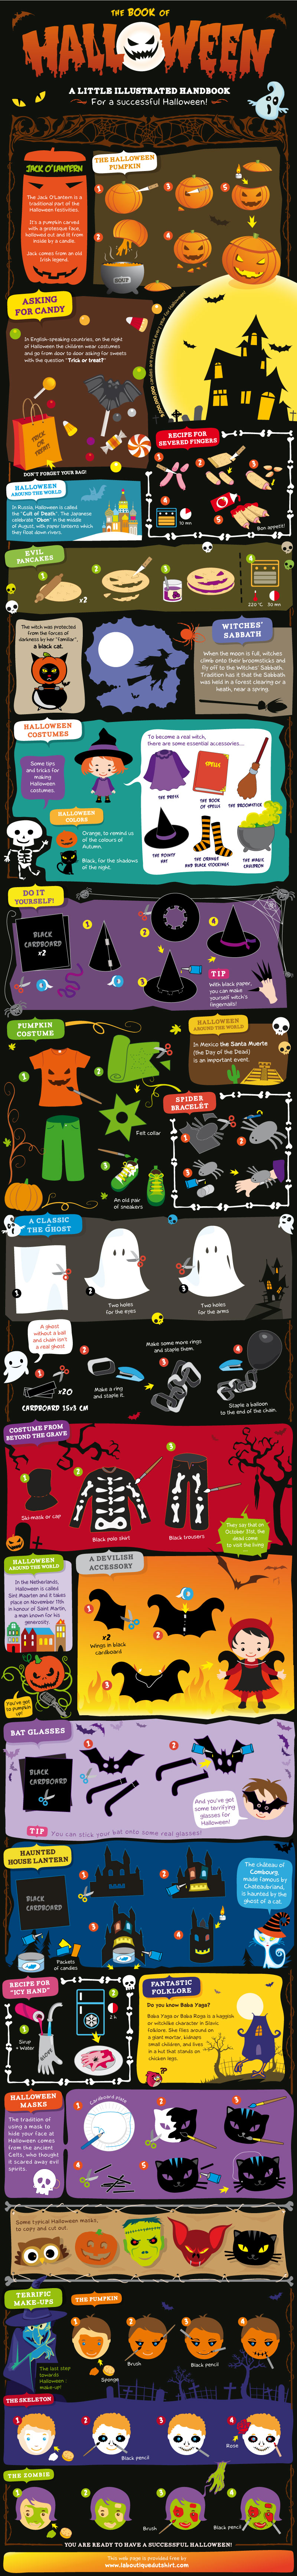 THE BOOK OF
HALLOWEEN
A LITTLE ILLUSTRATED HANDBOOK
For a successful Halloween!
JACK O'LANTERN
The Jack O'Lantern is a
traditional part of the
Halloween festivities.
It's a pumpkin carved
with a grotesque face,
hollowed out and lit from
inside by a candle.
Jack comes from an old
Irish legend.
THE HALLOWEEN
PUMPKIN
1
2
3
4
5
SOUP
ASKING
FOR CANDY
In English-speaking countries, on the night
of Halloween the children wear costumes
and go from door to door asking for sweets
with the question "Trick or treat?"
TRICK
OR
TREAT
DON'T FORGET YOUR BAG!
HALLOWEEN
AROUND THE WORLD
In Russia, Halloween is called
the "Cult of Death". The Japanese
celebrate "Obon" in the middle
of August, with paper lanterns which
they float down rivers.
RECIPE FOR
SEVERED FINGERS
1
2
3
4
5
10 mn
Bon appetit!
EVIL
PANCAKES
1
x2
2
3
4
220 °C 30 mn
The witch was protected
from the forces of
darkness by her "familiar",
a black cat.
WITCHES'
SABBATH
When the moon is full, witches
climb onto their broomsticks and
fly off to the Witches' Sabbath.
Tradition has it that the Sabbath
was held in a forest clearing or a
heath, near a spring.
HALLOWEEN
COSTUMES
Some tips
and tricks for
making
Halloween
costumes.
HALLOWEEN
COLORS
Orange, to remind us
of the colours of
Autumn.
Black, for the shadows
of the night.
To become a real witch,
there are some essential accessories...
THE DRESS
SPELLS
THE BOOK
OF SPELLS
THE BROOMSTICK
THE POINTY
HAT
THE ORANGE
AND BLACK STOCKINGS
THE MAGIC
CAULDRON
DO IT
YOURSELF!
BLACK
CARDBOARD
x2
1
2
3
4
TIP
With black paper,
you can make
yourself witch's
fingernails!
PUMPKIN
COSTUME
1
2
Felt collar
3
An old pair
of sneakers
HALLOWEEN
AROUND THE WORLD
In Mexico the Santa Muerte
(the Day of the Dead)
is an important event.
SPIDER
BRACELET
1
2
3
4
A CLASSIC
THE GHOST
1
2
Two holes
for the eyes
3
Two holes
for the arms
A ghost
without a ball
and chain isn't
a real ghost
1
x20
CARDBOARD 15x3 CM
2
Make a ring
and staple it.
Make some more rings
and staple them.
3
4
Staple a balloon
to the end of the chain.
COSTUME FROM
BEYOND THE GRAVE
1
Ski-mask or cap
2
Black polo shirt
3
Black trousers
They say that on
October 31st, the
dead come
to visit the living
...
HALLOWEEN
AROUND THE WORLD
In the Netherlands,
Halloween is called
Sint Maarten and it takes
place on November 11th
in honour of Saint Martin,
a man known for his
generosity.
You've got
to pumpkin
up!
A DEVILISH
ACCESSORY
1
x2
Wings in black
cardboard
2
3
BAT GLASSES
BLACK
CARDBOARD
1
2
And you've got
some terrifying
glasses for
Halloween!
TIP
You can stick your bat onto some real glasses!
HAUNTED
HOUSE LANTERN
BLACK
CARDBOARD
1
2
3
4
Packets
of candies
The château of
Combourg,
made famous by
Chateaubriand,
is haunted by the
ghost of a cat.
RECIPE FOR
"ICY HAND"
1
Sirup
+ Water
2
2 h
3
FANTASTIC
FOLKLORE
Do you know Baka Yaga?
Baka Yaga or Baka Roga is a haggish
or witchlike character in Slavic
folklore. She flies around on
a giant mortar, kidnaps
small children, and lives
in a hut that stands on
chicken legs.
HALLOWEEN
MASKS
The tradition of
using a mask to
hide your face at
Halloween comes
from the ancient
Celts, who thought
it scared away evil
spirits.
1
Cardboard plate
2
3
4
5
Some typical Halloween masks,
to copy and cut out.
TERRIFIC
MAKE-UPS
The last step
towards
Halloween :
make-up!
THE PUMPKIN
1
Sponge
2
Brush
3
Black pencil
4
THE SKELETON
1
2
Black pencil
3
4
Rose
THE ZOMBIE
1
2
Brush
3
Black pencil
4
YOU ARE READY TO HAVE A SUCCESSFUL HALLOWEEN!
This web page is provided free by
www.laboutiquedutshirt.com